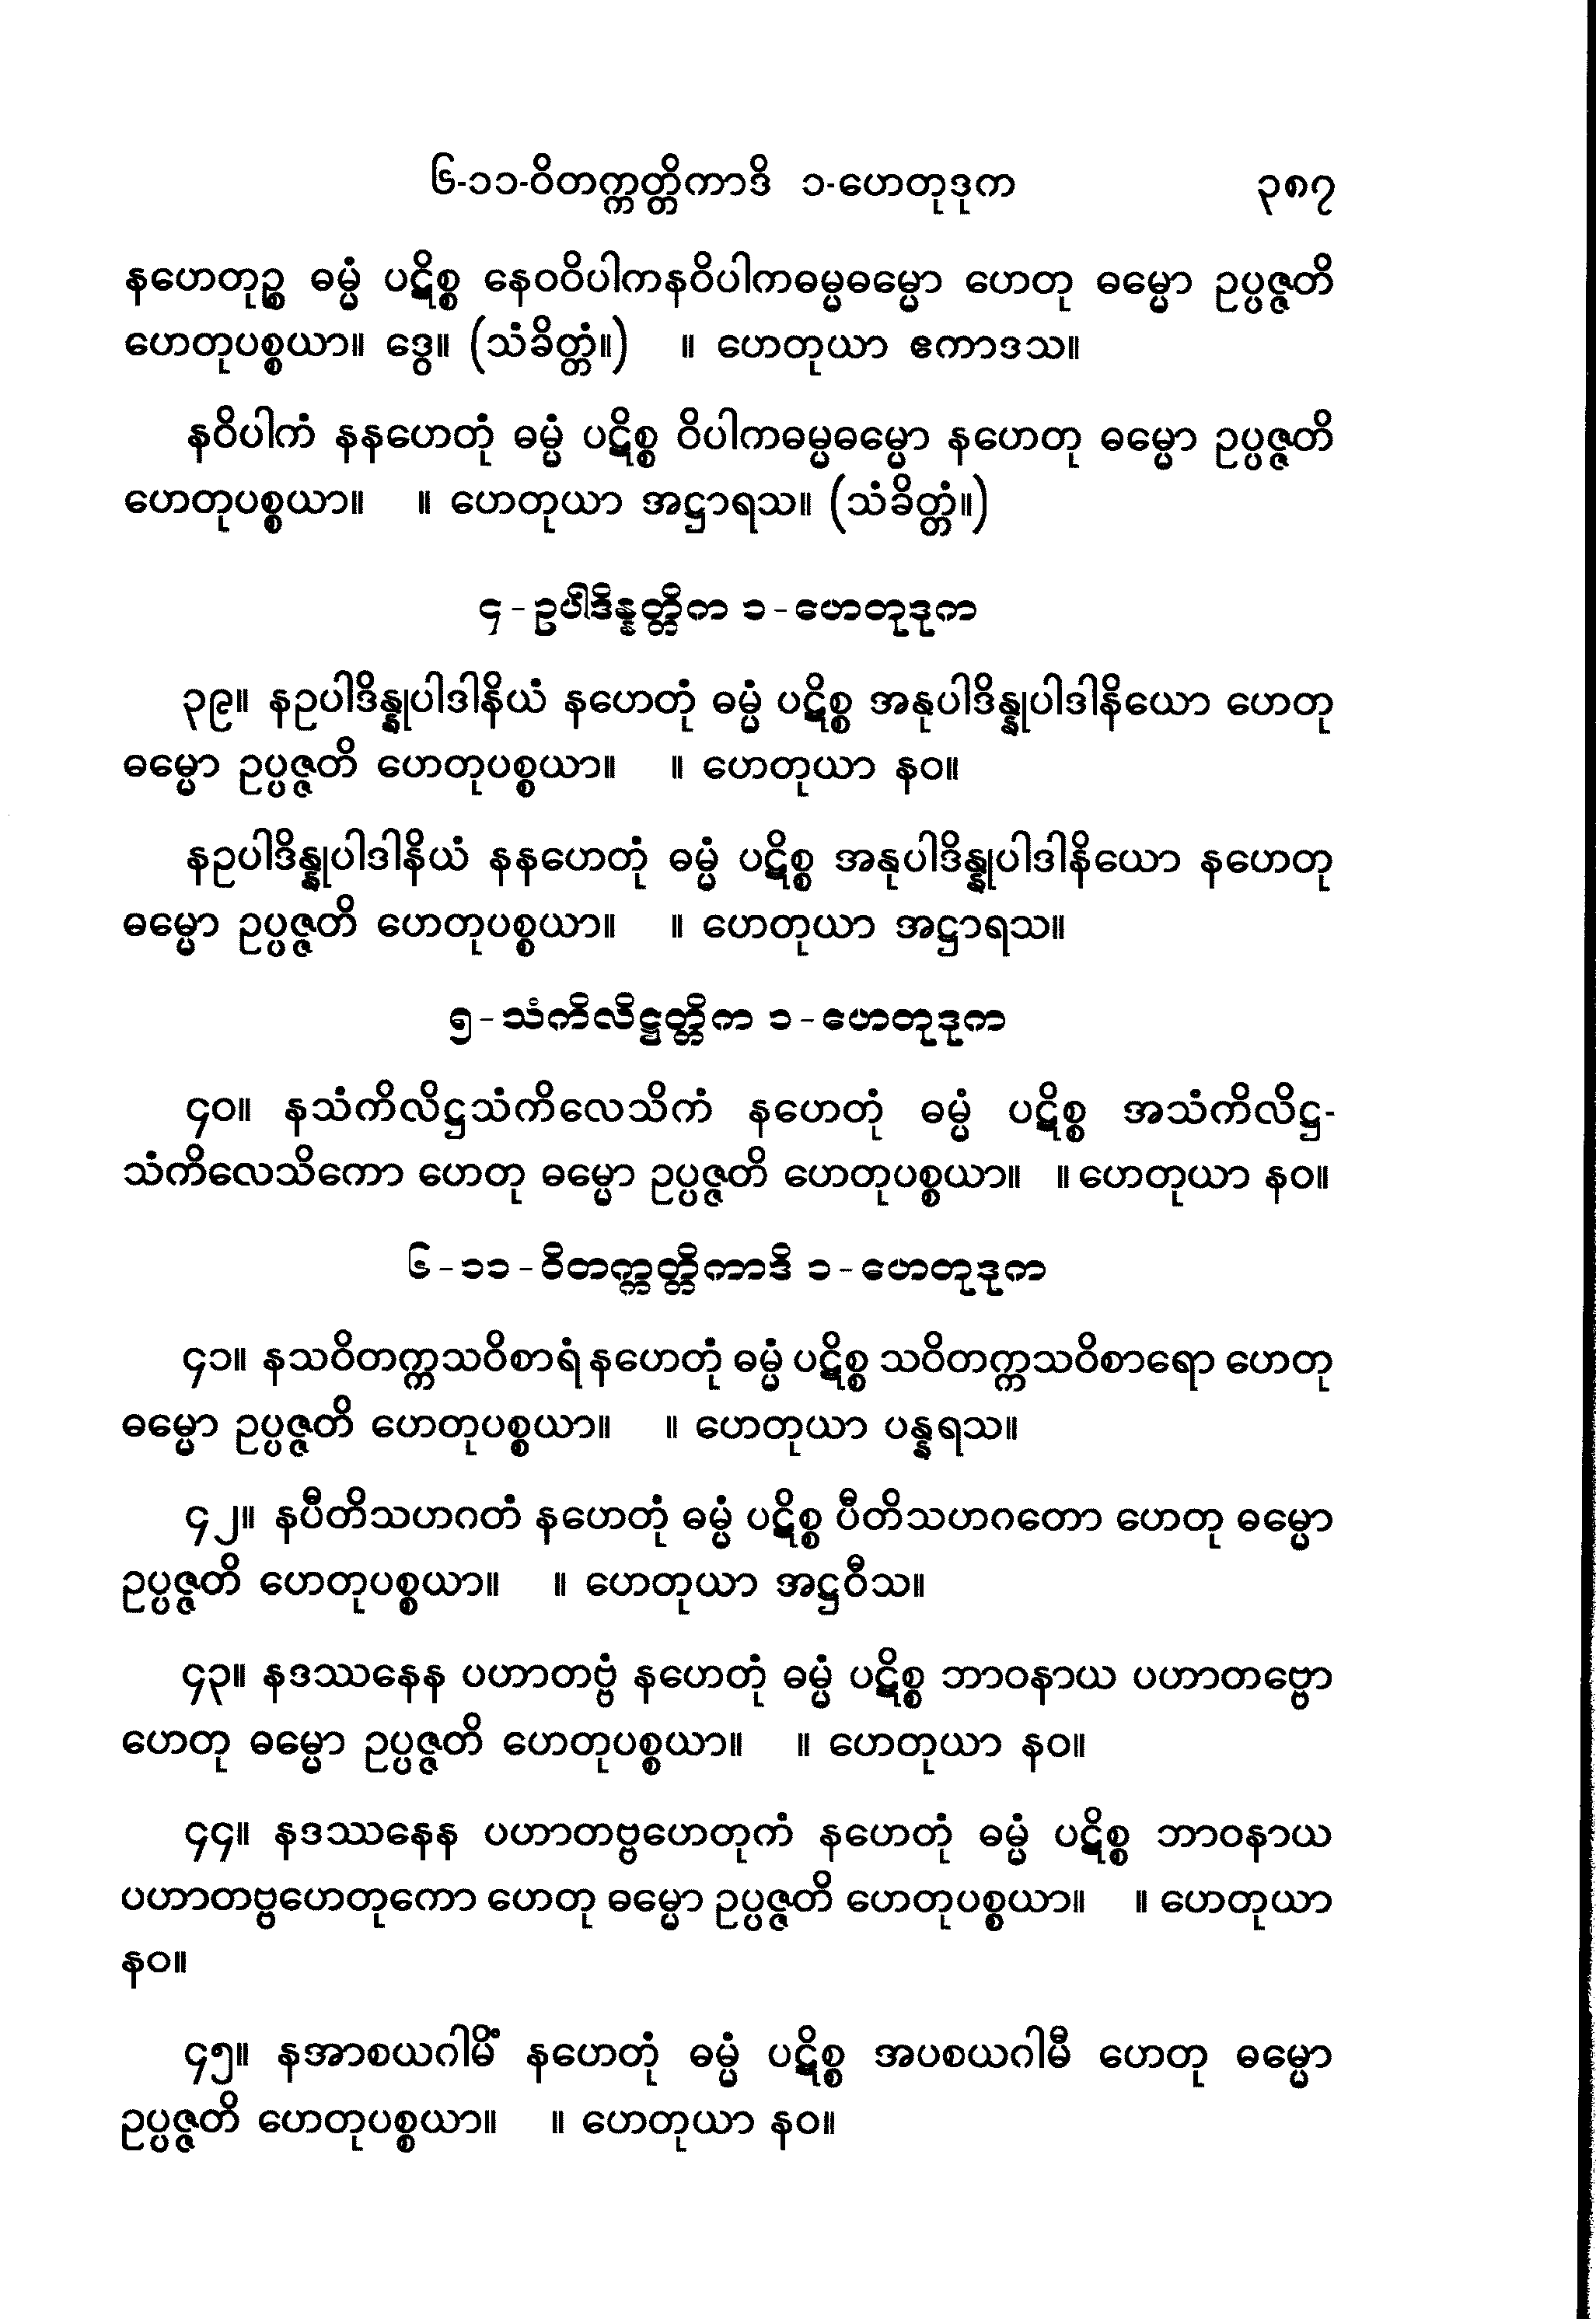 ၆-၁၁-ဝိတက္ကတ္တိကာဒိ ၁-ဟေတုဒုက ၃၈၇
နဟေတုဉ္စ ဓမ္မံ ပဋိစ္စ နေဝဝိပါကနဝိပါကဓမ္မဓမ္မော ဟေတု ဓမ္မော ဥပ္ပဇ္ဇတိ
ဟေတုပစ္စယာ။ ဒွေ။ (သံခိတ္တံ။) ။ ဟေတုယာ ဧကာဒသ။
နဝိပါကံ နနဟေတုံ ဓမ္မံ ပဋိစ္စ ဝိပါကဓမ္မဓမ္မော နဟေတု ဓမ္မော ဥပ္ပဇ္ဇတိ
ဟေတုပစ္စယာ။ ။ ဟေတုယာ အဋ္ဌာရသ။ (သံခိတ္တံ။)
၄ - ဥပါဒိန္နတ္တိက ၁ - ဟေတုဒုက
၃၉။ နဥပါဒိန္နုပါဒါနိယံ နဟေတုံ ဓမ္မံ ပဋိစ္စ အနုပါဒိန္နုပါဒါနိယော ဟေတု
ဓမ္မော ဥပ္ပဇ္ဇတိ ဟေတုပစ္စယာ။ ။ ဟေတုယာ နဝ။
နဥပါဒိန္နုပါဒါနိယံ နနဟေတုံ ဓမ္မံ ပဋိစ္စ အနုပါဒိန္နုပါဒါနိယော နဟေတု
ဓမ္မော ဥပ္ပဇ္ဇတိ ဟေတုပစ္စယာ။ ။ ဟေတုယာ အဋ္ဌာရသ။
၅ - သံကိလိဋ္ဌတ္တိက ၁ - ဟေတုဒုက
၄၀။ နသံကိလိဋ္ဌသံကိလေသိကံ နဟေတုံ ဓမ္မံ ပဋိစ္စ အသံကိလိဋ္ဌ-
သံကိလေသိကော ဟေတု ဓမ္မော ဥပ္ပဇ္ဇတိ ဟေတုပစ္စယာ။ ။ ဟေတုယာ နဝ။
၆ - ၁၁ - ဝိတက္ကတ္တိကာဒိ ၁ - ဟေတုဒုက
၄၁။ နသဝိတက္ကသဝိစာရံ နဟေတုံ ဓမ္မံ ပဋိစ္စ သဝိတက္ကသဝိစာရော ဟေတု
ဓမ္မော ဥပ္ပဇ္ဇတိ ဟေတုပစ္စယာ။ ။ ဟေတုယာ ပန္နရသ။
၄၂။ နပီတိသဟဂတံ နဟေတုံ ဓမ္မံ ပဋိစ္စ ပီတိသဟဂတော ဟေတု ဓမ္မော
ဥပ္ပဇ္ဇတိ ဟေတုပစ္စယာ။ ။ ဟေတုယာ အဋ္ဌဝီသ။
၄၃။ နဒဿနေန ပဟာတဗ္ဗံ နဟေတုံ ဓမ္မံ ပဋိစ္စ ဘာဝနာယ ပဟာတဗ္ဗော
ဟေတု ဓမ္မော ဥပ္ပဇ္ဇတိ ဟေတုပစ္စယာ။ ။ ဟေတုယာ နဝ။
၄၄။ နဒဿနေန ပဟာတဗ္ဗဟေတုကံ နဟေတုံ ဓမ္မံ ပဋိစ္စ ဘာဝနာယ
ပဟာတဗ္ဗဟေတုကော ဟေတု ဓမ္မော ဥပ္ပဇ္ဇတိ ဟေတုပစ္စယာ။ ။ ဟေတုယာ
နဝ။
၄၅။ နအာစယဂါမိံ နဟေတုံ ဓမ္မံ ပဋိစ္စ အပစယဂါမီ ဟေတု ဓမ္မော
ဥပ္ပဇ္ဇတိ ဟေတုပစ္စယာ။ ။ ဟေတုယာ နဝ။